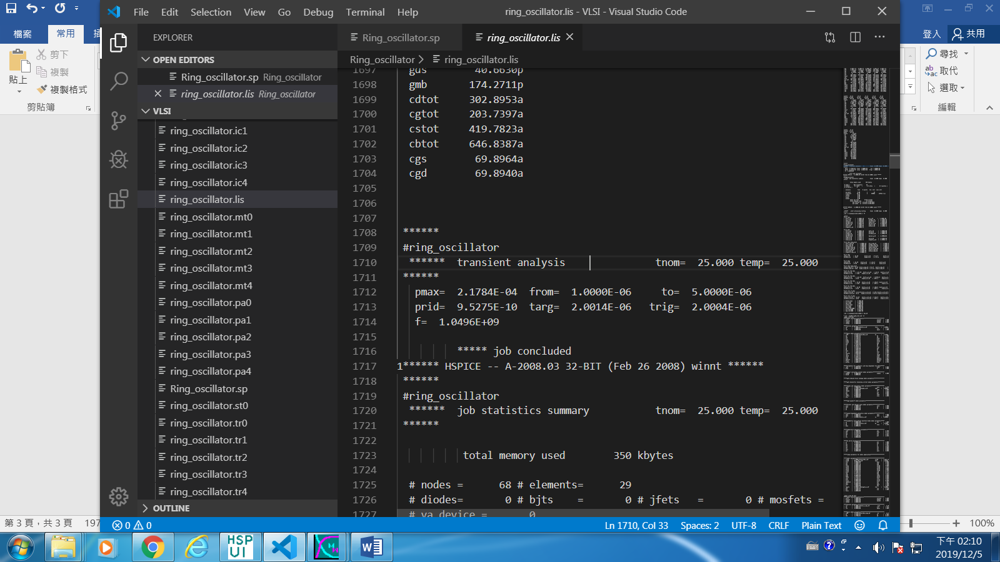 File Edit Selection View Go Debug Terminal Help
ring_oscillator.lis - VLSI - Visual Studio Code
檔案
常用
登入
共用
剪下
複製
貼上
複製格式
剪貼簿
尋找
取代
選取
編輯
EXPLORER
OPEN EDITORS
Ring_oscillator.sp Ring_oscillator
ring_oscillator.lis Ring_oscillator
VLSI
ring_oscillator.ic1
ring_oscillator.ic2
ring_oscillator.ic3
ring_oscillator.ic4
ring_oscillator.lis
ring_oscillator.mt0
ring_oscillator.mt1
ring_oscillator.mt2
ring_oscillator.mt3
ring_oscillator.mt4
ring_oscillator.pa0
ring_oscillator.pa1
ring_oscillator.pa2
ring_oscillator.pa3
ring_oscillator.pa4
Ring_oscillator.sp
ring_oscillator.st0
ring_oscillator.tr0
ring_oscillator.tr1
ring_oscillator.tr2
ring_oscillator.tr3
ring_oscillator.tr4
OUTLINE
Ring_oscillator.sp
ring_oscillator.lis
Ring_oscillator > ring_oscillator.lis
1697 gds 40.6630p
1698 gmb 174.2711p
1699 cdtot 302.8953a
1700 cgtot 203.7397a
1701 cstot 419.7823a
1702 cbtot 646.8387a
1703 cgs 69.8964a
1704 cgd 69.8940a
1705
1706
1707
1708 ******
1709 #ring_oscillator
1710 ****** transient analysis tnom= 25.000 temp= 25.000
1711 ******
1712 pmax= 2.1784E-04 from= 1.0000E-06 to= 5.0000E-06
1713 prid= 9.5275E-10 targ= 2.0014E-06 trig= 2.0004E-06
1714 f= 1.0496E+09
1715
1716 ***** job concluded
1717 1****** HSPICE -- A-2008.03 32-BIT (Feb 26 2008) winnt ******
1718 ******
1719 #ring_oscillator
1720 ****** job statistics summary tnom= 25.000 temp= 25.000
1721 ******
1722
1723 total memory used 350 kbytes
1724
1725 # nodes = 68 # elements= 29
1726 # diodes= 0 # bjts = 0 # jfets = 0 # mosfets =
1727 # va_device = 0
第 3 頁，共 3 頁 197
0 0
Ln 1710, Col 33 Spaces: 2 UTF-8 CRLF Plain Text
100%
HSP UI
下午 02:10
2019/12/5